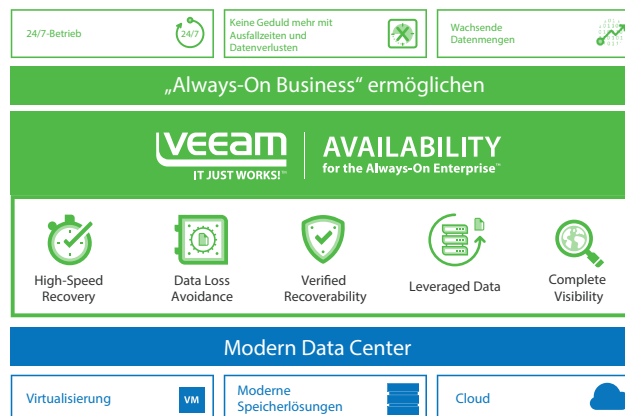 24/7-Betrieb
24/7
Keine Geduld mehr mit
Ausfallzeiten und
Datenverlusten
Wachsende
Datenmengen
„Always-On Business“ ermöglichen
veeam
IT JUST WORKS!™
AVAILABILITY
for the Always-On Enterprise™
High-Speed
Recovery
Data Loss
Avoidance
Verified
Recoverability
Leveraged Data
Complete
Visibility
Modern Data Center
Virtualisierung
VM
Moderne
Speicherlösungen
Cloud